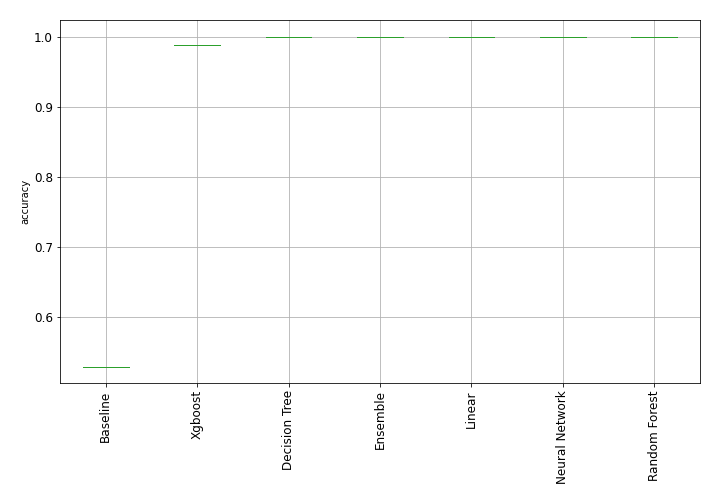 1.0
0.9
0.8
0.7
0.6
accuracy
Baseline
Xgboost
Decision Tree
Ensemble
Linear
Neural Network
Random Forest